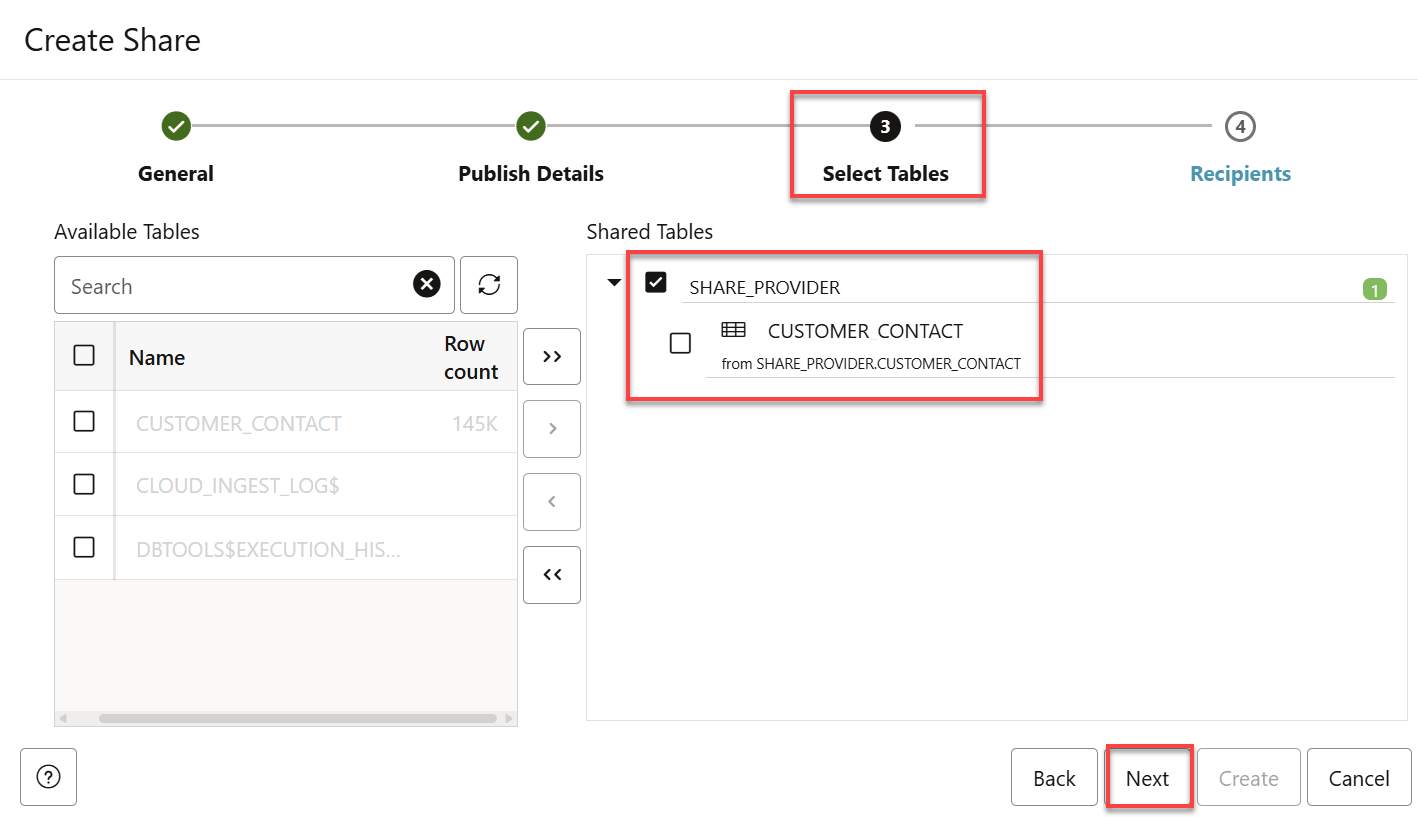 Create Share
3
4
General
Publish Details
Select Tables
Recipients
Available Tables
Shared Tables
Search
SHARE_PROVIDER
1
CUSTOMER_CONTACT
from SHARE_PROVIDER.CUSTOMER_CONTACT
Name
Row
count
>>
CUSTOMER_CONTACT 145K
>
CLOUD_INGEST_LOG$
<
DBTOOLS$EXECUTION_HIS...
<<
?
Back
Next
Create
Cancel